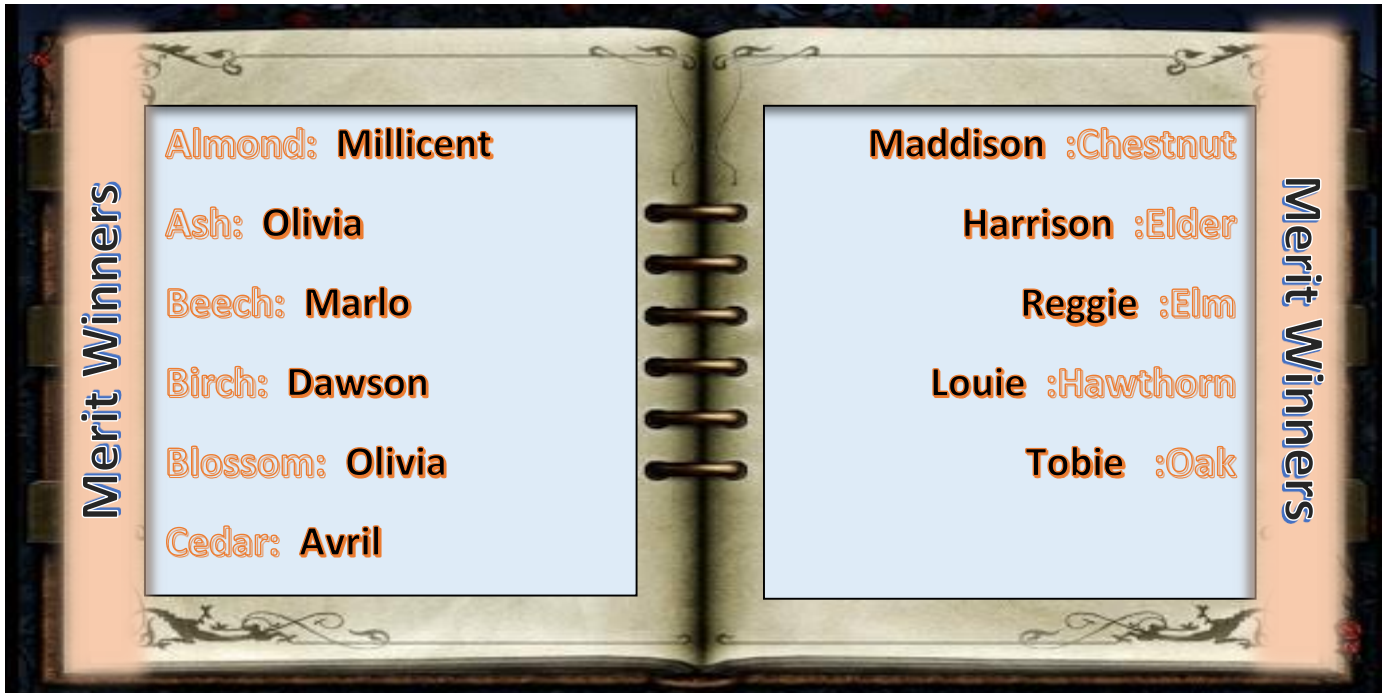 Merit Winners
Almond: Millicent
Ash: Olivia
Beech: Marlo
Birch: Dawson
Blossom: Olivia
Cedar: Avril
Maddison :Chestnut
Harrison :Elder
Reggie :Elm
Louie :Hawthorn
Tobie :Oak
Merit Winners